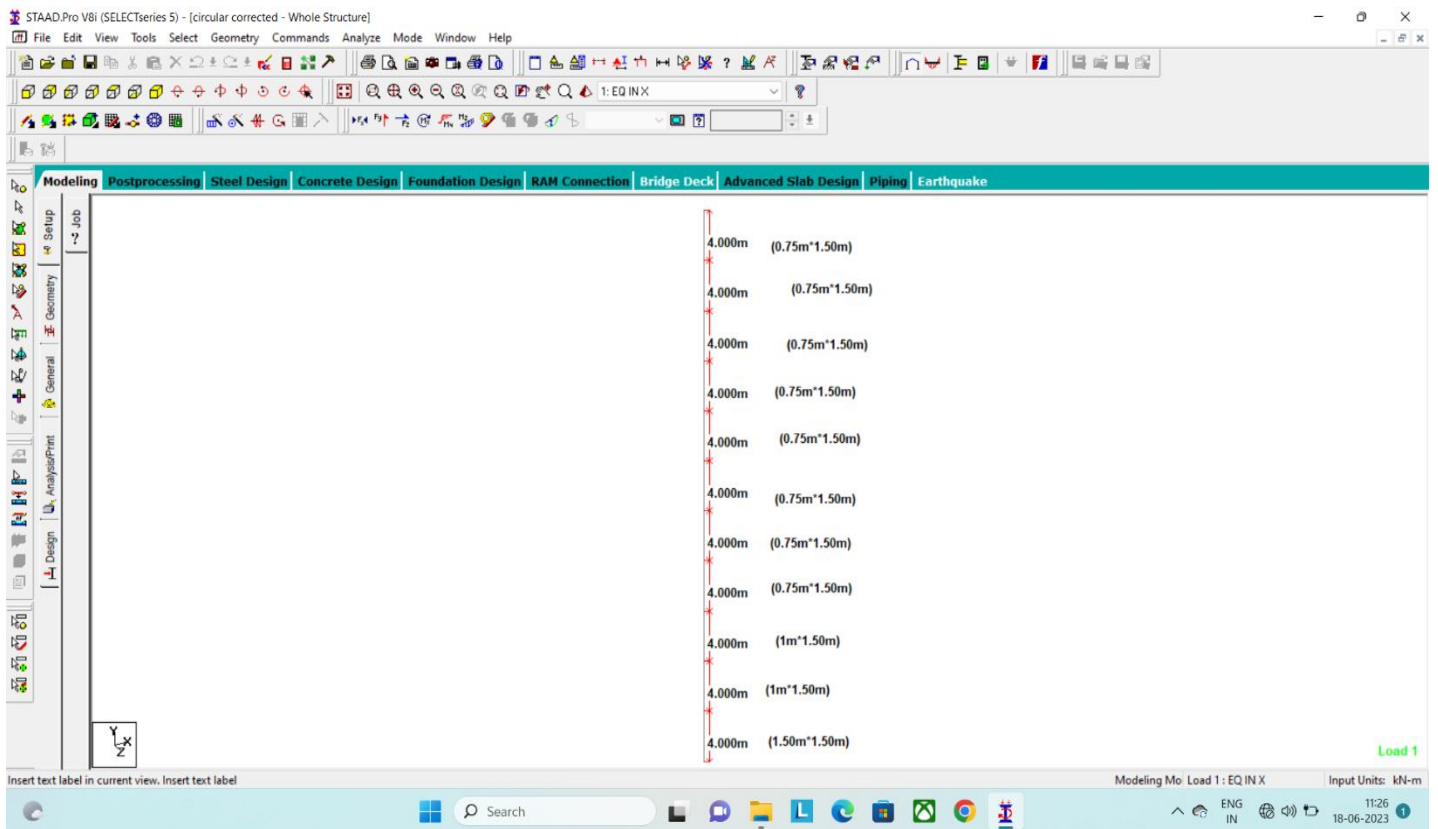 STAAD.Pro V8i (SELECTseries 5) - [circular corrected - Whole Structure]
File Edit View Tools Select Geometry Commands Analyze Mode Window Help
1: EQ IN X
Modeling Postprocessing Steel Design Concrete Design Foundation Design RAM Connection Bridge Deck Advanced Slab Design Piping Earthquake
Setup
Geometry
General
Analysis/Print
Design
Job
4.000m (0.75m*1.50m)
4.000m (0.75m*1.50m)
4.000m (0.75m*1.50m)
4.000m (0.75m*1.50m)
4.000m (0.75m*1.50m)
4.000m (0.75m*1.50m)
4.000m (0.75m*1.50m)
4.000m (0.75m*1.50m)
4.000m (1m*1.50m)
4.000m (1m*1.50m)
4.000m (1.50m*1.50m)
Y
X
Z
Load 1
Insert text label in current view. Insert text label Modeling Mo Load 1 : EQ IN X Input Units: kN-m
Search
ENG
IN
11:26
18-06-2023
1